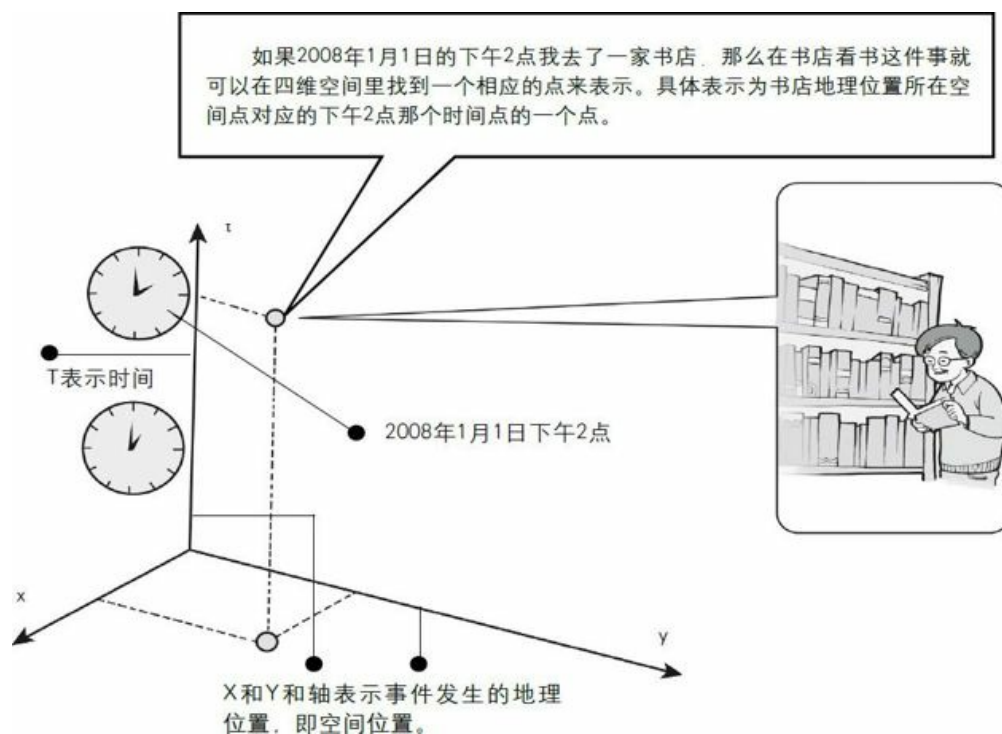 如果2008年1月1日的下午2点我去了一家书店．那么在书店看书这件事就
可以在四维空间里找到一个相应的点来表示。具体表示为书店地理位置所在空
间点对应的下午2点那个时间点的一个点。
τ
T表示时间
2008年1月1日下午2点
x
y
X和Y和轴表示事件发生的地理
位置．即空间位置。